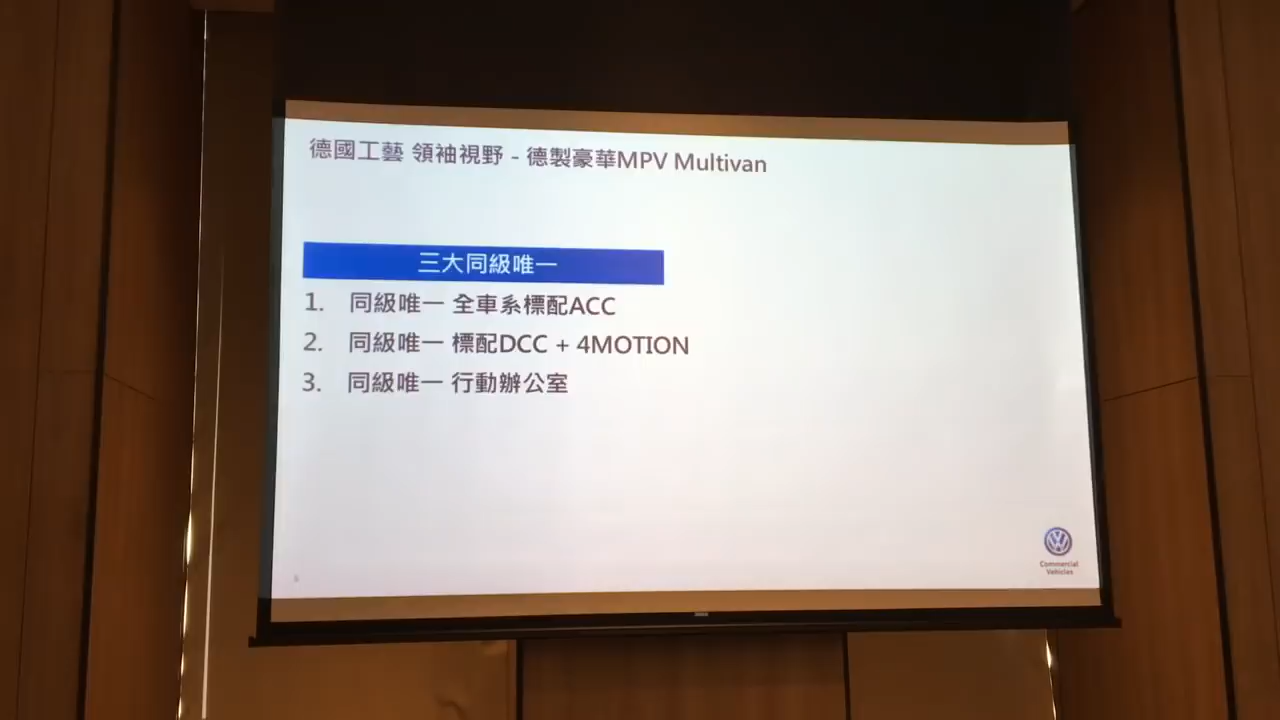 德國工藝 領袖視野 - 德製豪華MPV Multivan
三大同級唯一
1. 同級唯一 全車系標配ACC
2. 同級唯一 標配DCC + 4MOTION
3. 同級唯一 行動辦公室
Commercial
Vehicles